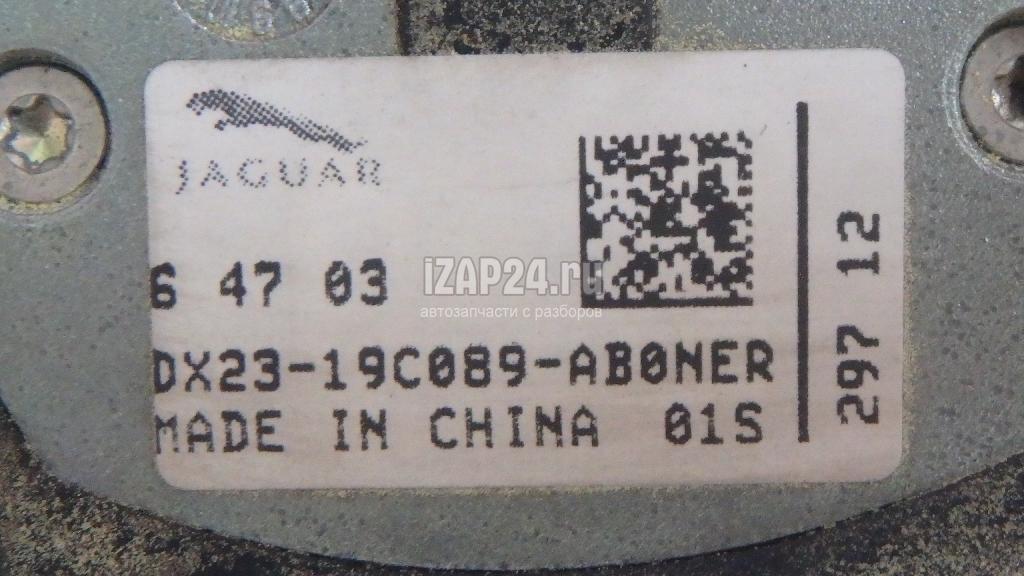 JAGUAR
6 47 03
DX23-19C089-AB0NER
MADE IN CHINA 01S
297 12
iZAP24.ru
автозапчасти с разборов